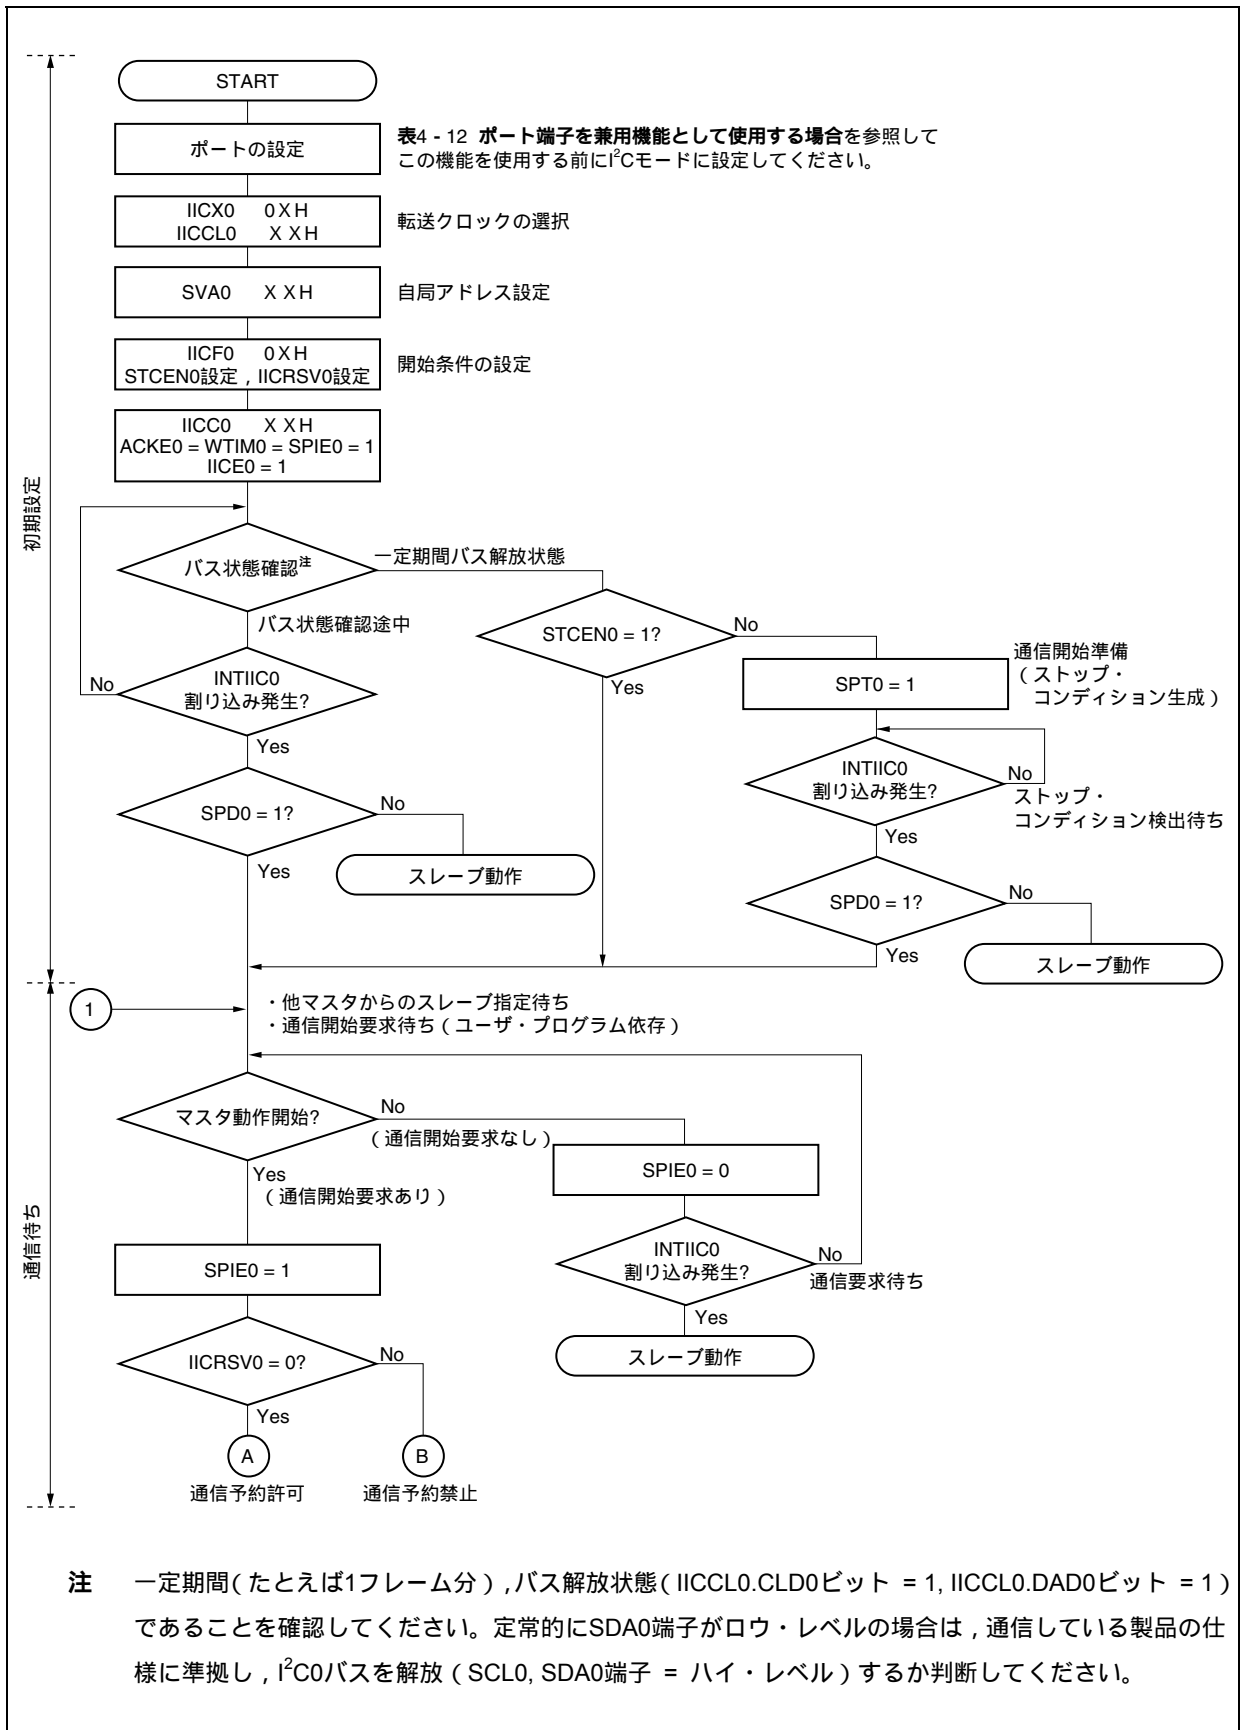 START
ポートの設定
表4 - 12 ポート端子を兼用機能として使用する場合を参照して
この機能を使用する前にI²Cモードに設定してください。
IICX0 0XH
IICCL0 XXH
転送クロックの選択
SVA0 XXH
自局アドレス設定
IICF0 0XH
STCEN0設定，IICRSV0設定
開始条件の設定
IICC0 XXH
ACKE0 = WTIM0 = SPIE0 = 1
IICE0 = 1
初期設定
バス状態確認注
一定期間バス解放状態
バス状態確認途中
STCEN0 = 1?
No
Yes
通信開始準備
（ストップ・
コンディション生成）
SPT0 = 1
INTIIC0
割り込み発生?
No
Yes
INTIIC0
割り込み発生?
No
ストップ・
コンディション検出待ち
Yes
SPD0 = 1?
No
Yes
スレーブ動作
SPD0 = 1?
No
Yes
スレーブ動作
1
・他マスタからのスレーブ指定待ち
・通信開始要求待ち（ユーザ・プログラム依存）
通信待ち
マスタ動作開始?
No
（通信開始要求なし）
Yes
（通信開始要求あり）
SPIE0 = 0
SPIE0 = 1
INTIIC0
割り込み発生?
No
通信要求待ち
Yes
スレーブ動作
IICRSV0 = 0?
No
Yes
A
B
通信予約許可
通信予約禁止
注 一定期間（たとえば1フレーム分），バス解放状態（IICCL0.CLD0ビット = 1, IICCL0.DAD0ビット = 1）
であることを確認してください。定常的にSDA0端子がロウ・レベルの場合は，通信している製品の仕
様に準拠し，I²C0バスを解放（SCL0, SDA0端子 = ハイ・レベル）するか判断してください。